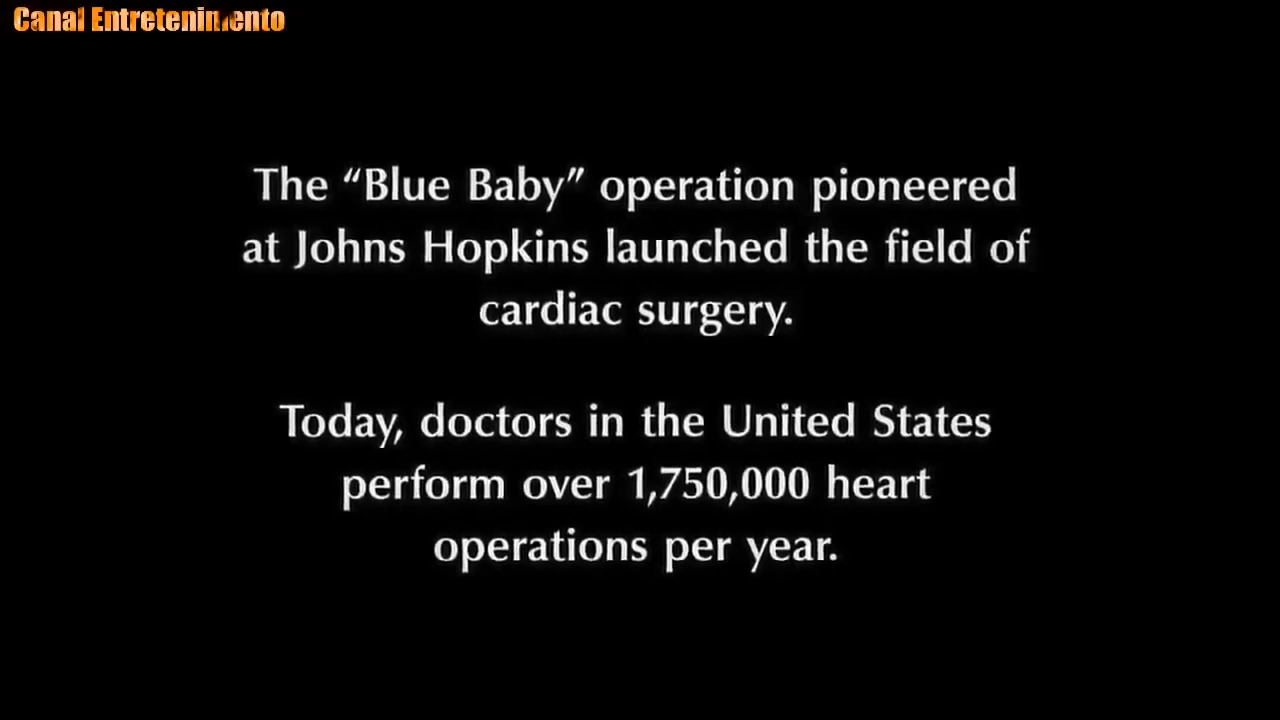 Canal Entretenimento
The “Blue Baby” operation pioneered
at Johns Hopkins launched the field of
cardiac surgery.
Today, doctors in the United States
perform over 1,750,000 heart
operations per year.